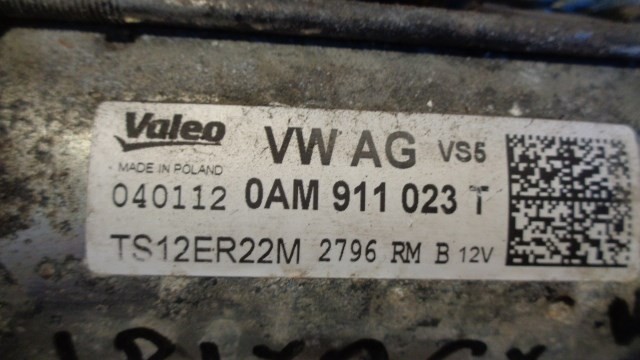 Valeo VW AG VS5
MADE IN POLAND
040112 0AM 911 023 T
TS12ER22M 2796 RM B 12V